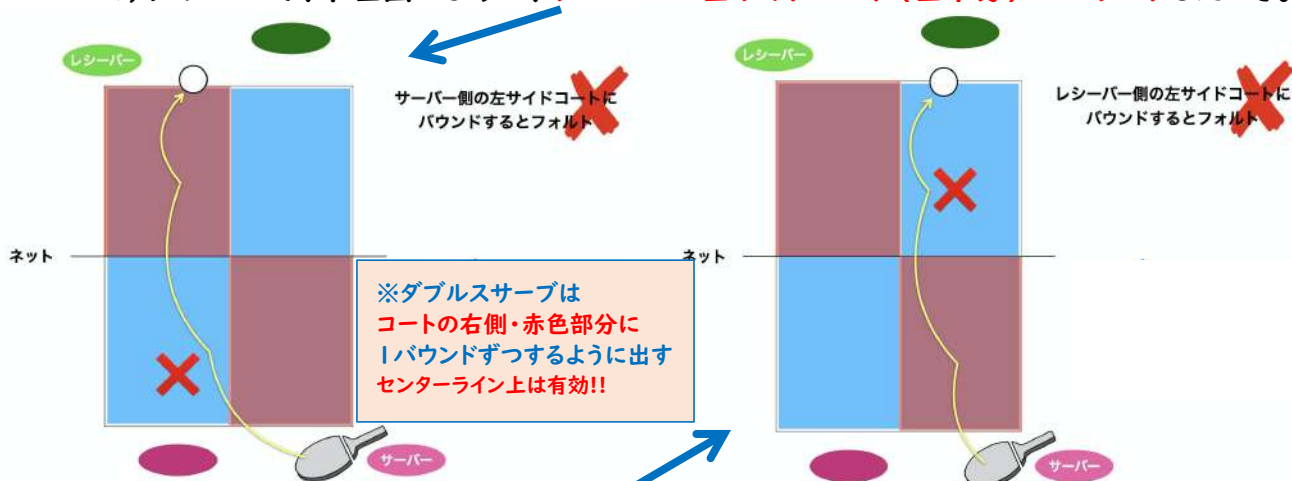 レシーバー
サーバー側の左サイドコートに
バウンドするとフォルト
ネット
※ダブルスサーブは
コートの右側・赤色部分に
1バウンドずつするように出す
センターライン上は有効!!
サーバー
レシーバー
レシーバー側の左サイドコートに
バウンドするとフォルト
ネット
サーバー